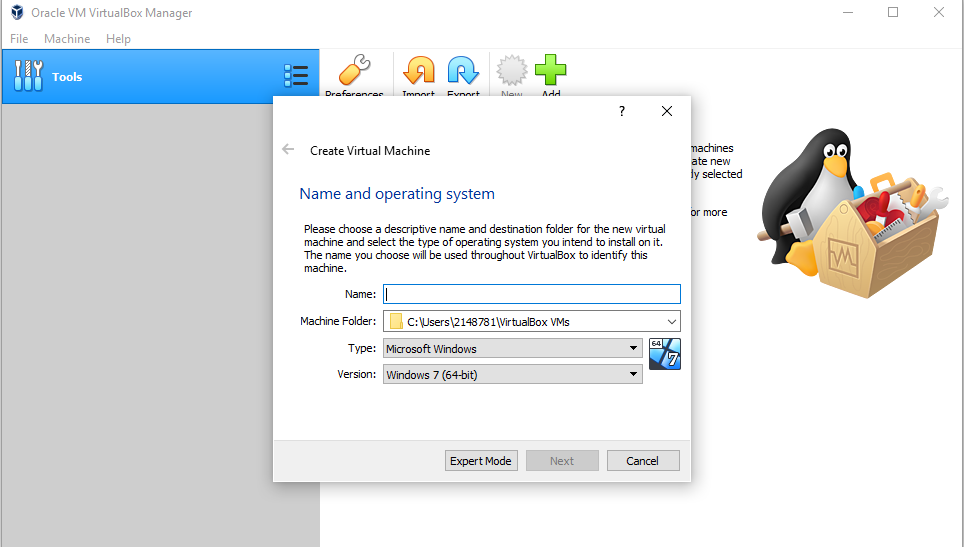 Oracle VM VirtualBox Manager
File Machine Help
Tools
Preferences Import Export New Add
?
Create Virtual Machine
machines
ate new
ly selected
or more
Name and operating system
Please choose a descriptive name and destination folder for the new virtual
machine and select the type of operating system you intend to install on it.
The name you choose will be used throughout VirtualBox to identify this
machine.
Name:
Machine Folder: C:\Users\2148781\VirtualBox VMs
Type: Microsoft Windows
64
7
Version: Windows 7 (64-bit)
Expert Mode Next Cancel